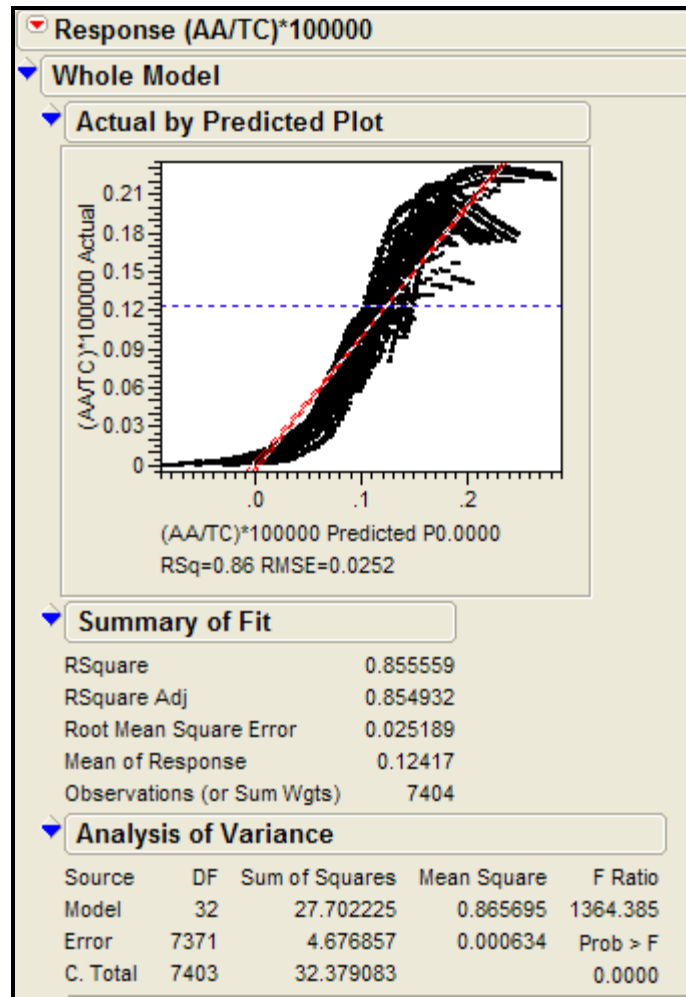 Response (AA/TC)*100000
Whole Model
Actual by Predicted Plot
(AA/TC)*100000 Actual
0.21
0.18
0.15
0.12
0.09
0.06
0.03
0
.0 .1 .2
(AA/TC)*100000 Predicted P0.0000
RSq=0.86 RMSE=0.0252
Summary of Fit
RSquare 0.855559
RSquare Adj 0.854932
Root Mean Square Error 0.025189
Mean of Response 0.12417
Observations (or Sum Wgts) 7404
Analysis of Variance
Source DF Sum of Squares Mean Square F Ratio
Model 32 27.702225 0.865695 1364.385
Error 7371 4.676857 0.000634 Prob > F
C. Total 7403 32.379083 0.0000